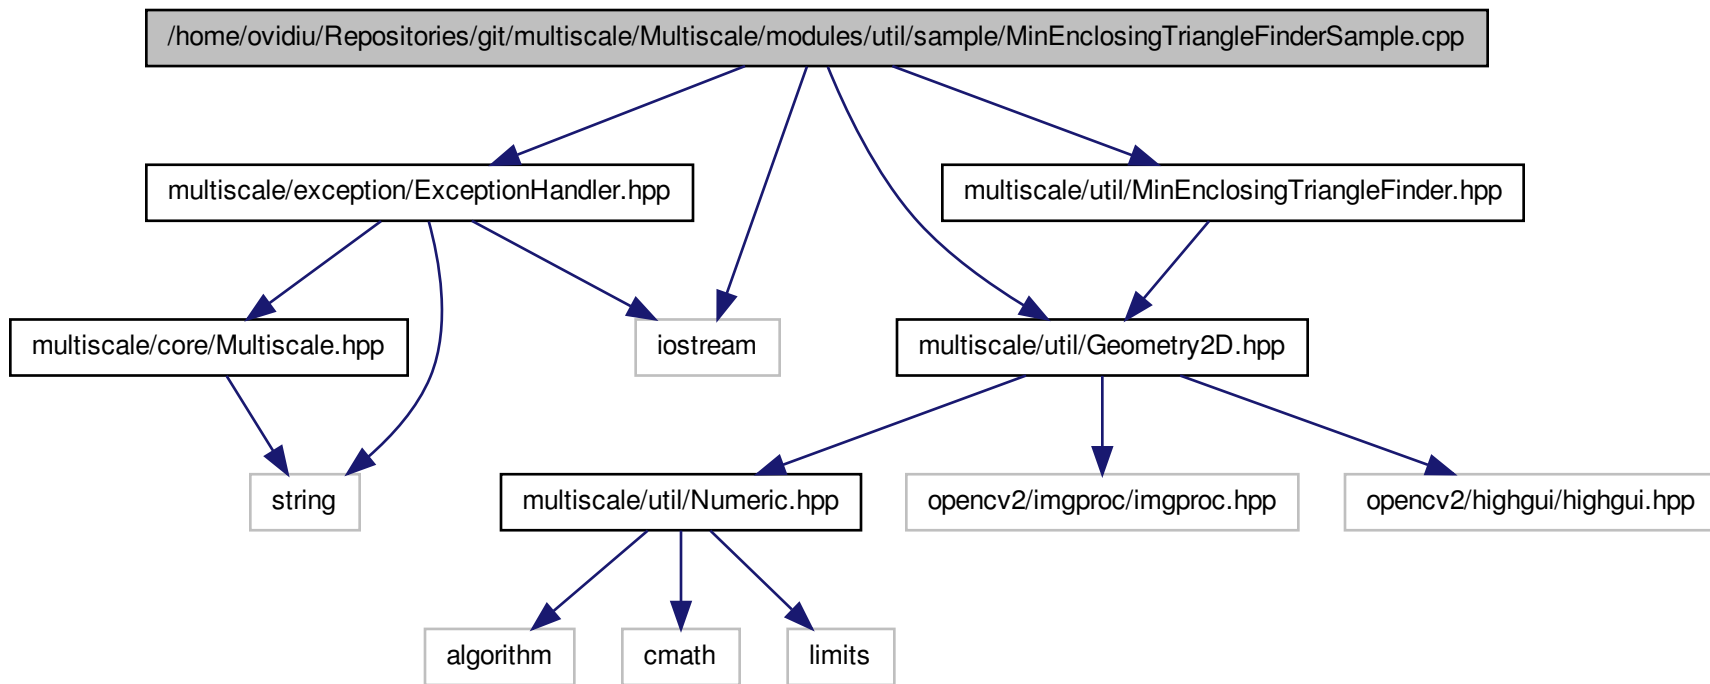 /home/ovidiu/Repositories/git/multiscale/Multiscale/modules/util/sample/MinEnclosingTriangleFinderSample.cpp
multiscale/exception/ExceptionHandler.hpp
multiscale/util/MinEnclosingTriangleFinder.hpp
multiscale/core/Multiscale.hpp
iostream
multiscale/util/Geometry2D.hpp
string
multiscale/util/Numeric.hpp
opencv2/imgproc/imgproc.hpp
opencv2/highgui/highgui.hpp
algorithm
cmath
limits